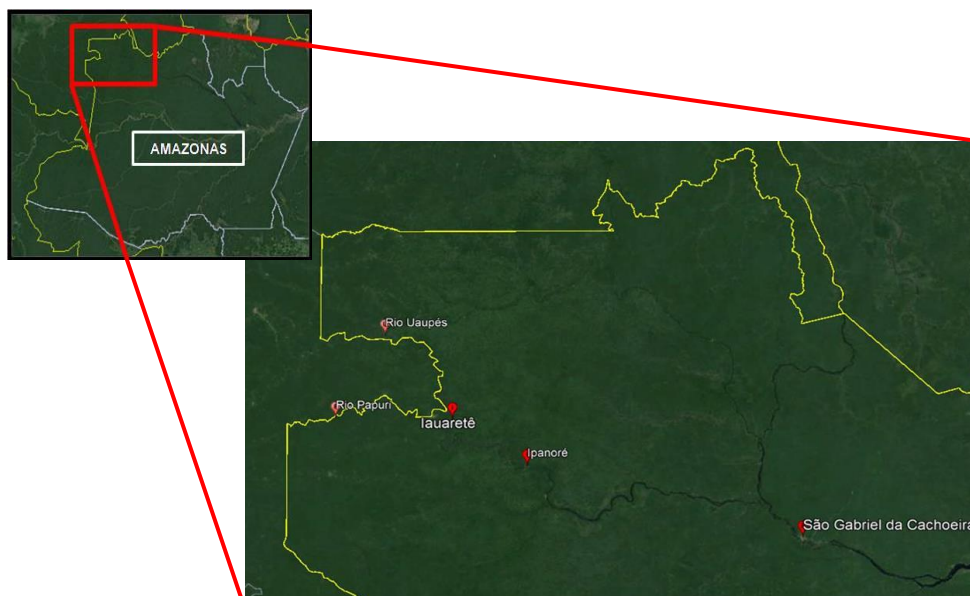 AMAZONAS
Rio Uaupés
Rio Papuri
Iauaretê
Ipanoré
São Gabriel da Cachoeira